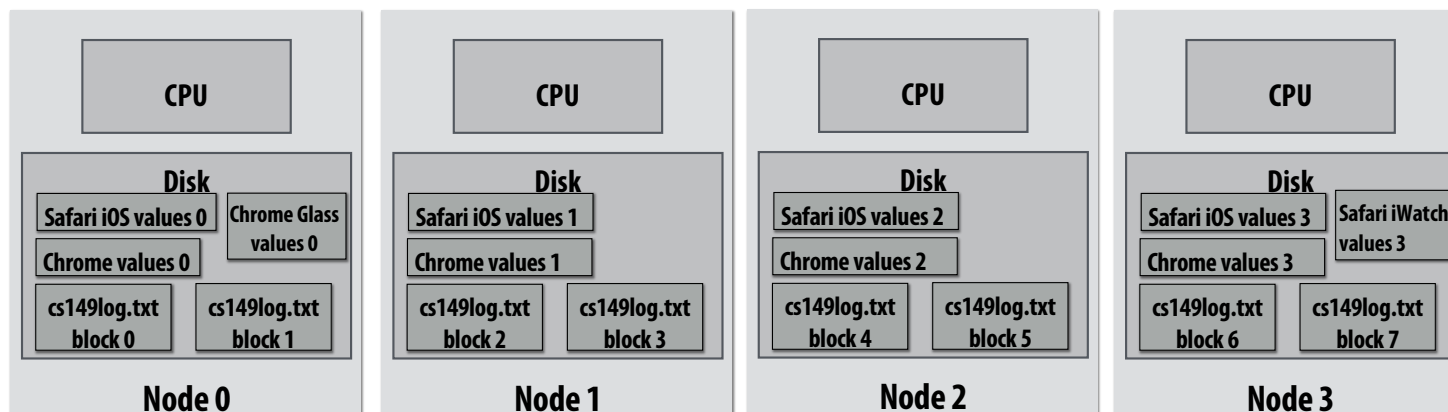 CPU
Disk
Safari iOS values 0
Chrome Glass
values 0
Chrome values 0
cs149log.txt
block 0
cs149log.txt
block 1
Node 0
CPU
Disk
Safari iOS values 1
Chrome values 1
cs149log.txt
block 2
cs149log.txt
block 3
Node 1
CPU
Disk
Safari iOS values 2
Chrome values 2
cs149log.txt
block 4
cs149log.txt
block 5
Node 2
CPU
Disk
Safari iOS values 3
Safari iWatch
values 3
Chrome values 3
cs149log.txt
block 6
cs149log.txt
block 7
Node 3